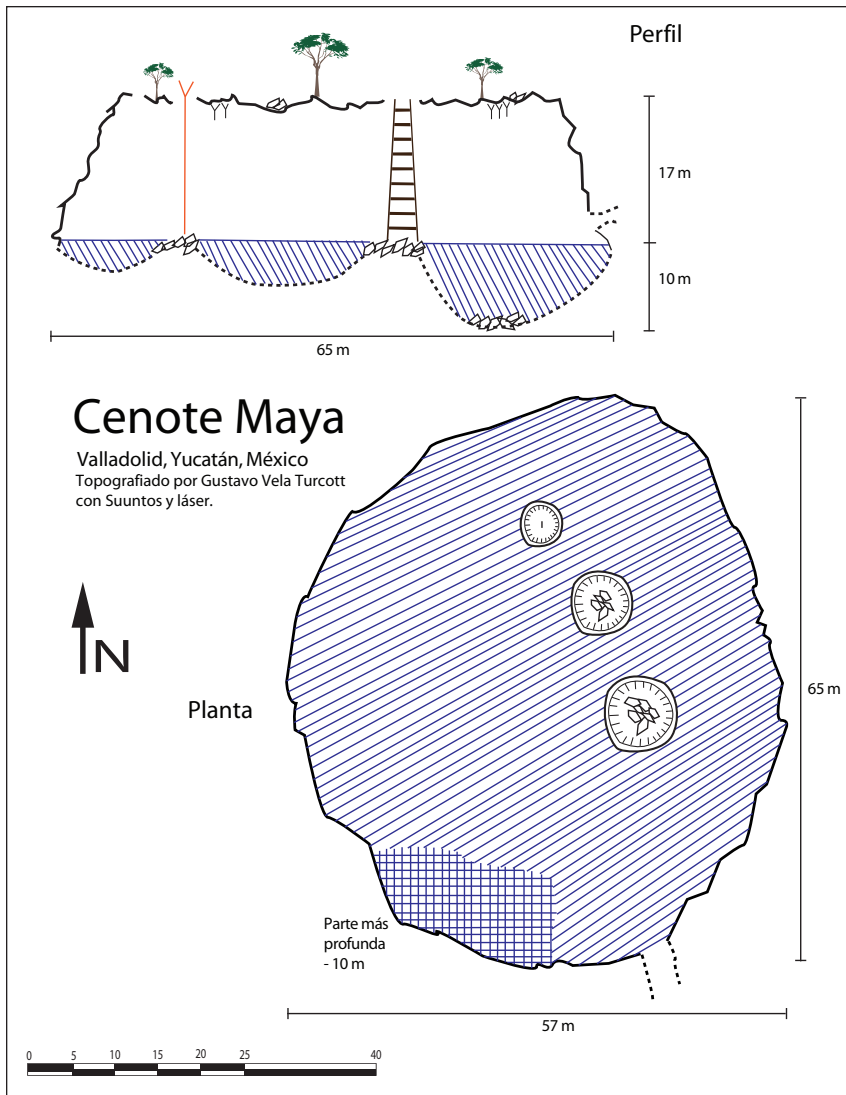 Perfil
17 m
10 m
65 m
Cenote Maya
Valladolid, Yucatán, México
Topografiado por Gustavo Vela Turcott
con Suuntos y láser.
N
Planta
65 m
Parte más
profunda
- 10 m
57 m
0 5 10 15 20 25 40